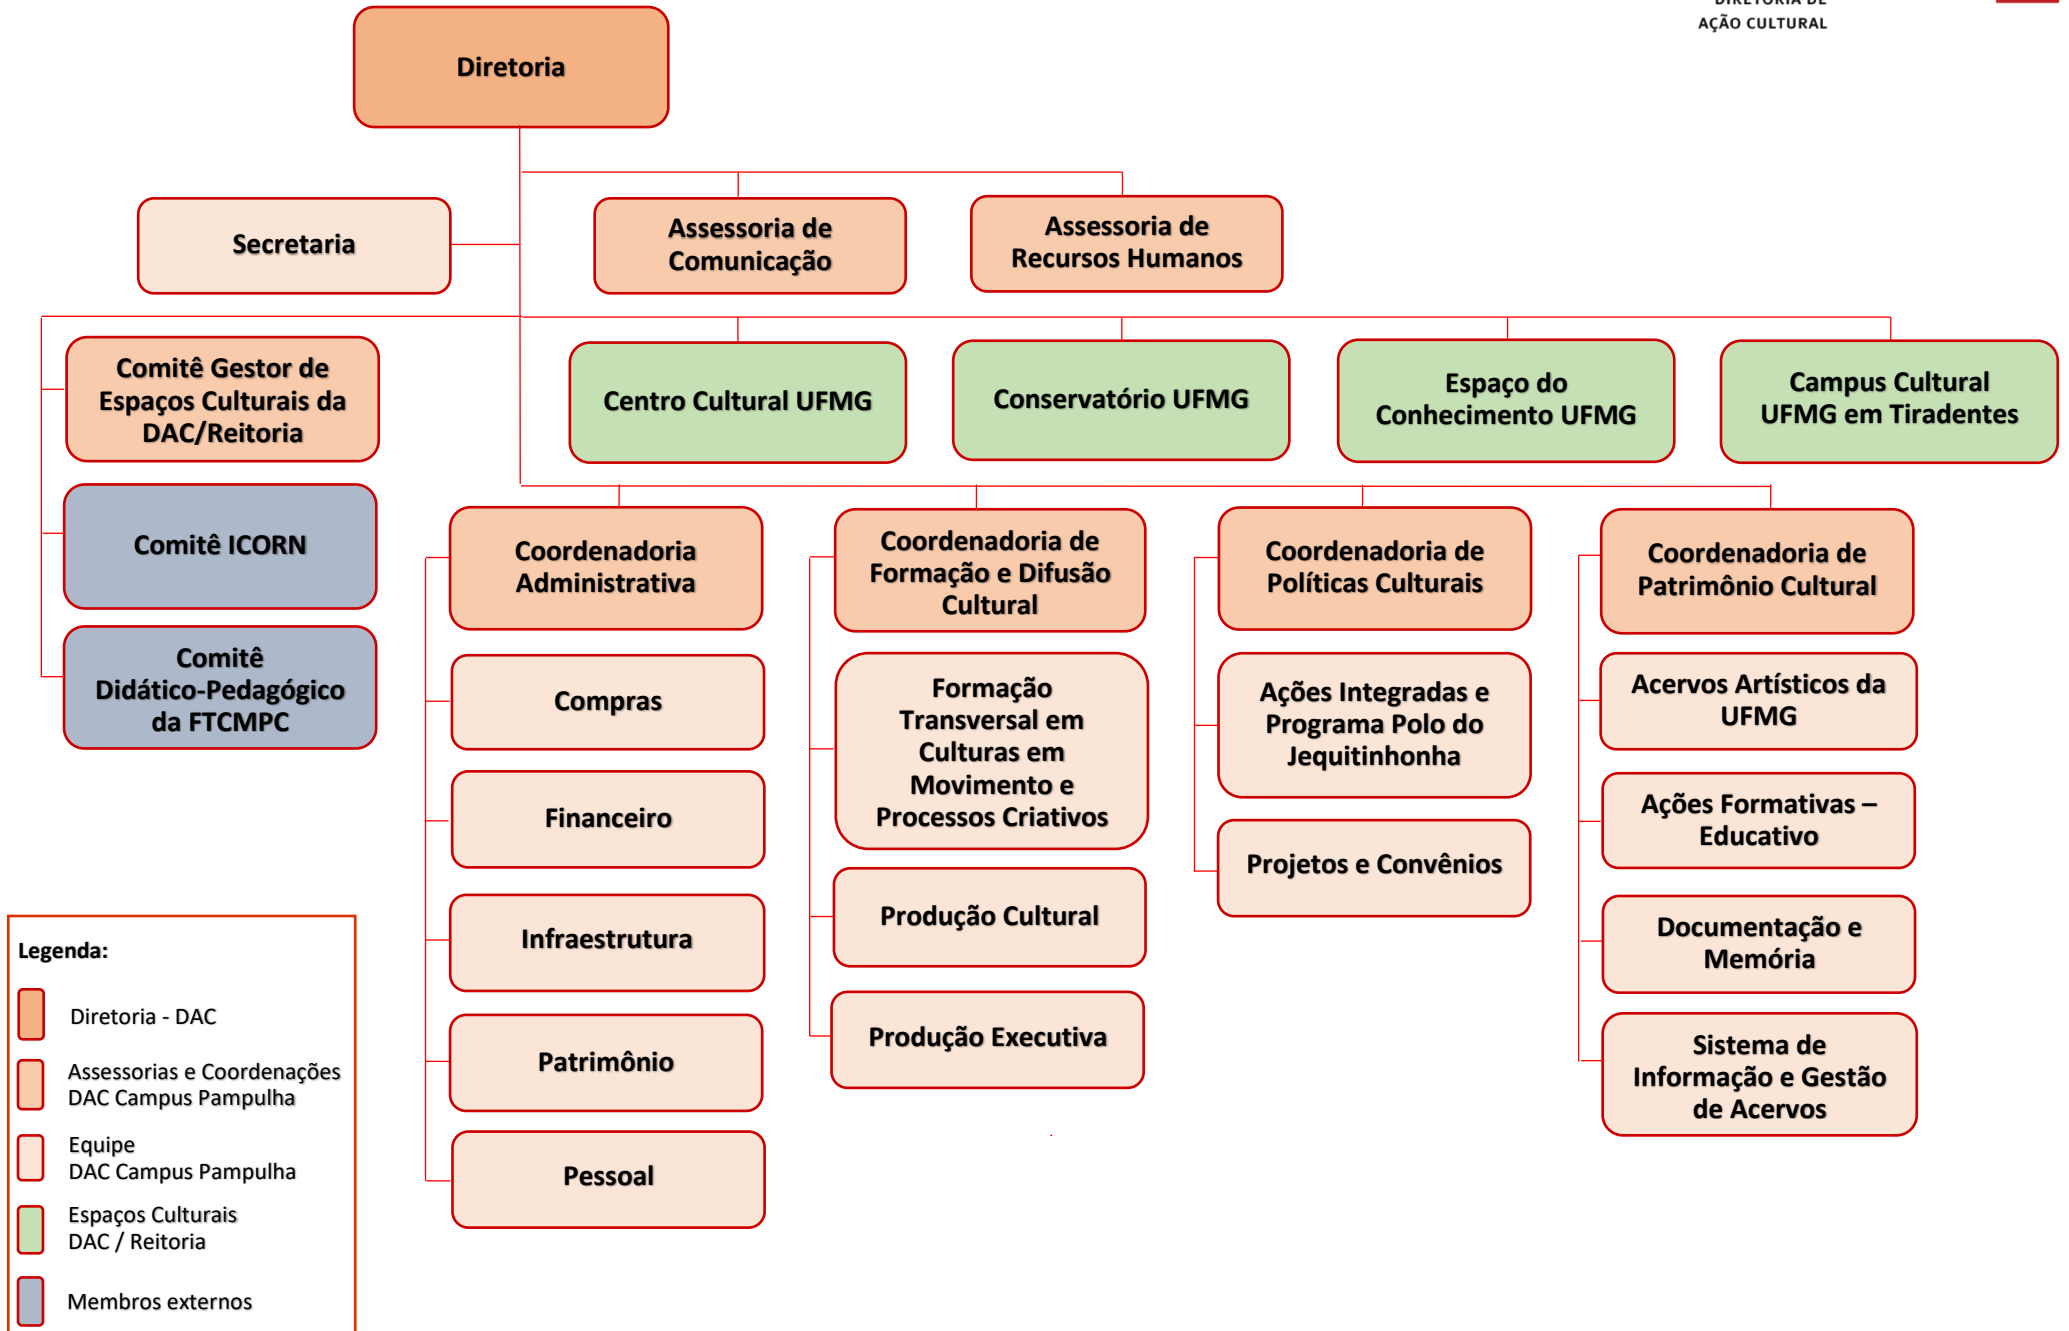 DIRETORIA DE
AÇÃO CULTURAL
Diretoria
Secretaria
Assessoria de
Comunicação
Assessoria de
Recursos Humanos
Comitê Gestor de
Espaços Culturais da
DAC/Reitoria
Centro Cultural UFMG
Conservatório UFMG
Espaço do
Conhecimento UFMG
Campus Cultural
UFMG em Tiradentes
Comitê ICORN
Comitê
Didático-Pedagógico
da FTCMPC
Coordenadoria
Administrativa
Compras
Financeiro
Infraestrutura
Patrimônio
Pessoal
Coordenadoria de
Formação e Difusão
Cultural
Formação
Transversal em
Culturas em
Movimento e
Processos Criativos
Produção Cultural
Produção Executiva
Coordenadoria de
Políticas Culturais
Ações Integradas e
Programa Polo do
Jequitinhonha
Projetos e Convênios
Coordenadoria de
Patrimônio Cultural
Acervos Artísticos da
UFMG
Ações Formativas –
Educativo
Documentação e
Memória
Sistema de
Informação e Gestão
de Acervos
Legenda:
Diretoria - DAC
Assessorias e Coordenações
DAC Campus Pampulha
Equipe
DAC Campus Pampulha
Espaços Culturais
DAC / Reitoria
Membros externos